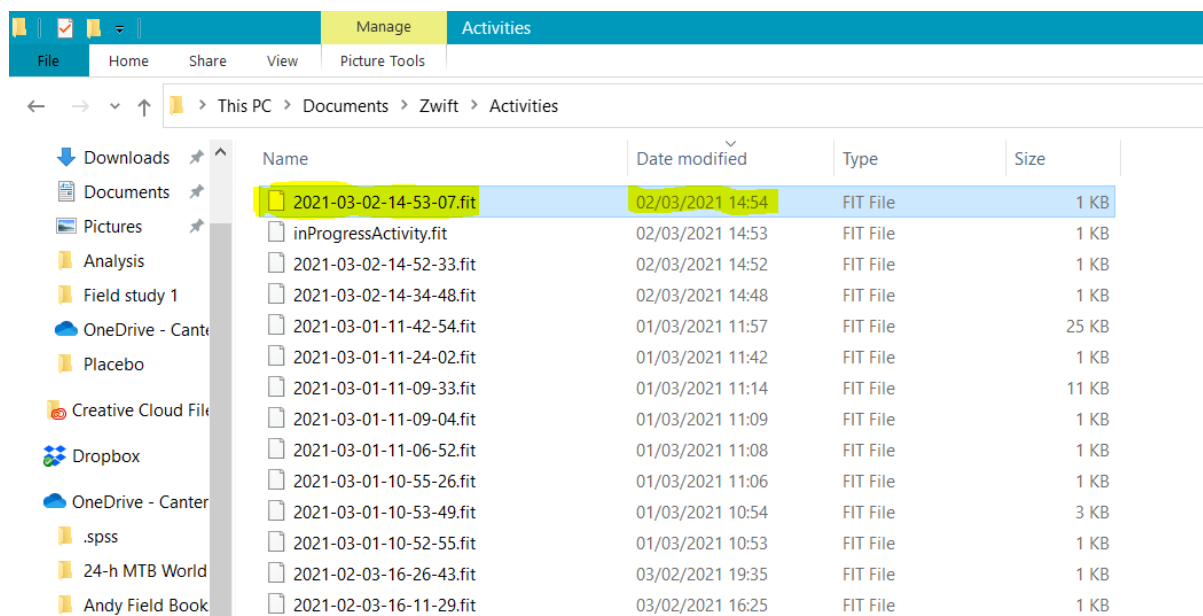 Manage Activities
File Home Share View Picture Tools
This PC > Documents > Zwift > Activities
Downloads
Documents
Pictures
Analysis
Field study 1
OneDrive - Cante
Placebo
Creative Cloud File
Dropbox
OneDrive - Canter
.spss
24-h MTB World
Andy Field Book
Name Date modified Type Size
2021-03-02-14-53-07.fit 02/03/2021 14:54 FIT File 1 KB
inProgressActivity.fit 02/03/2021 14:53 FIT File 1 KB
2021-03-02-14-52-33.fit 02/03/2021 14:52 FIT File 1 KB
2021-03-02-14-34-48.fit 02/03/2021 14:48 FIT File 1 KB
2021-03-01-11-42-54.fit 01/03/2021 11:57 FIT File 25 KB
2021-03-01-11-24-02.fit 01/03/2021 11:42 FIT File 1 KB
2021-03-01-11-09-33.fit 01/03/2021 11:14 FIT File 11 KB
2021-03-01-11-09-04.fit 01/03/2021 11:09 FIT File 1 KB
2021-03-01-11-06-52.fit 01/03/2021 11:08 FIT File 1 KB
2021-03-01-10-55-26.fit 01/03/2021 11:06 FIT File 1 KB
2021-03-01-10-53-49.fit 01/03/2021 10:54 FIT File 3 KB
2021-03-01-10-52-55.fit 01/03/2021 10:53 FIT File 1 KB
2021-02-03-16-26-43.fit 03/02/2021 19:35 FIT File 1 KB
2021-02-03-16-11-29.fit 03/02/2021 16:25 FIT File 1 KB